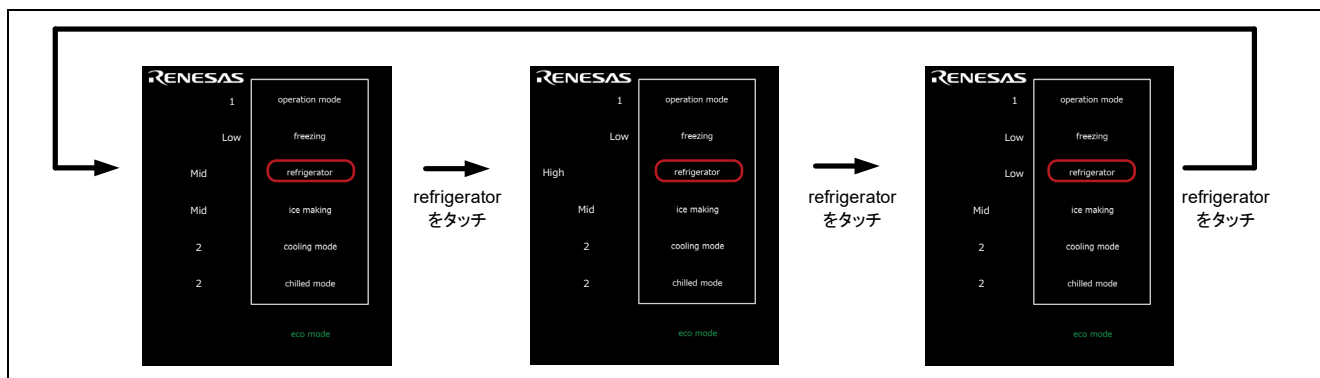 RENESAS
1 operation mode
Low freezing
Mid refrigerator
Mid ice making
2 cooling mode
2 chilled mode
eco mode
refrigerator
をタッチ
RENESAS
1 operation mode
Low freezing
High refrigerator
Mid ice making
2 cooling mode
2 chilled mode
eco mode
refrigerator
をタッチ
RENESAS
1 operation mode
Low freezing
Low refrigerator
Mid ice making
2 cooling mode
2 chilled mode
eco mode
refrigerator
をタッチ